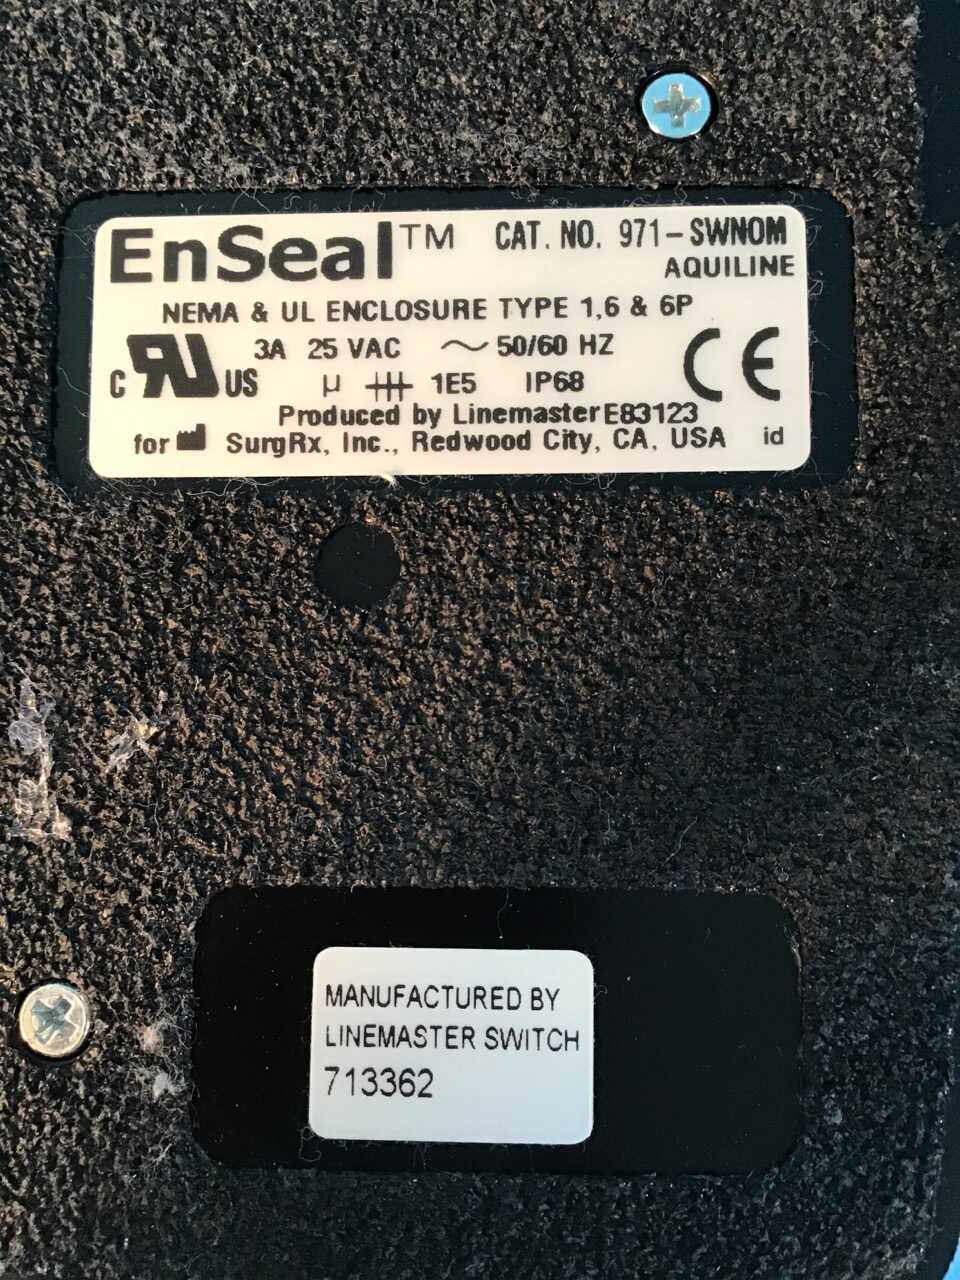 EnSeal™ CAT. NO. 971-SWNOM
AQUILINE
NEMA & UL ENCLOSURE TYPE 1,6 & 6P
C RU US 3A 25 VAC ~ 50/60 HZ CE
µ 1E5 IP68
Produced by Linemaster E83123
for SurgRx, Inc., Redwood City, CA. USA id
MANUFACTURED BY
LINEMASTER SWITCH
713362